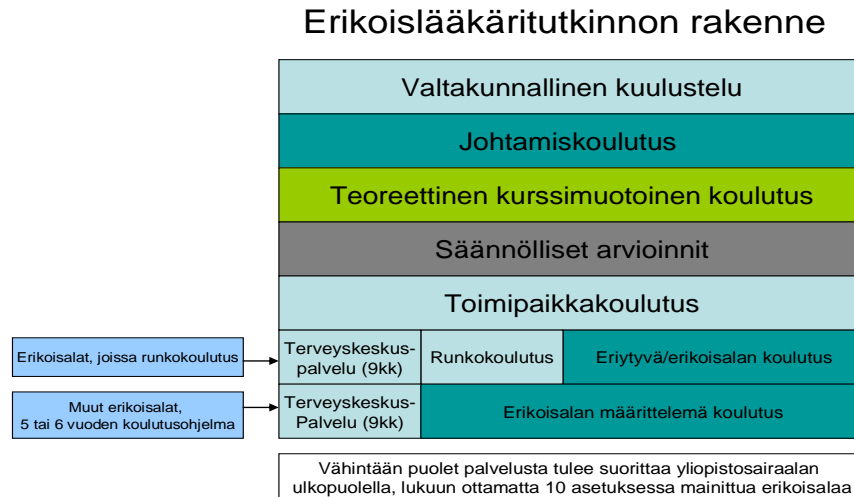 Erikoislääkäritutkinnon rakenne
Valtakunnallinen kuulustelu
Johtamiskoulutus
Teoreettinen kurssimuotoinen koulutus
Säännölliset arvioinnit
Toimipaikkakoulutus
Erikoisalat, joissa runkokoulutus
Terveyskeskus-
palvelu (9kk)
Runkokoulutus
Eriytyvä/erikoisalan koulutus
Muut erikoisalat,
5 tai 6 vuoden koulutusohjelma
Terveyskeskus-
Palvelu (9kk)
Erikoisalan määrittelemä koulutus
Vähintään puolet palvelusta tulee suorittaa yliopistosairaalan
ulkopuolella, lukuun ottamatta 10 asetuksessa mainittua erikoisalaa